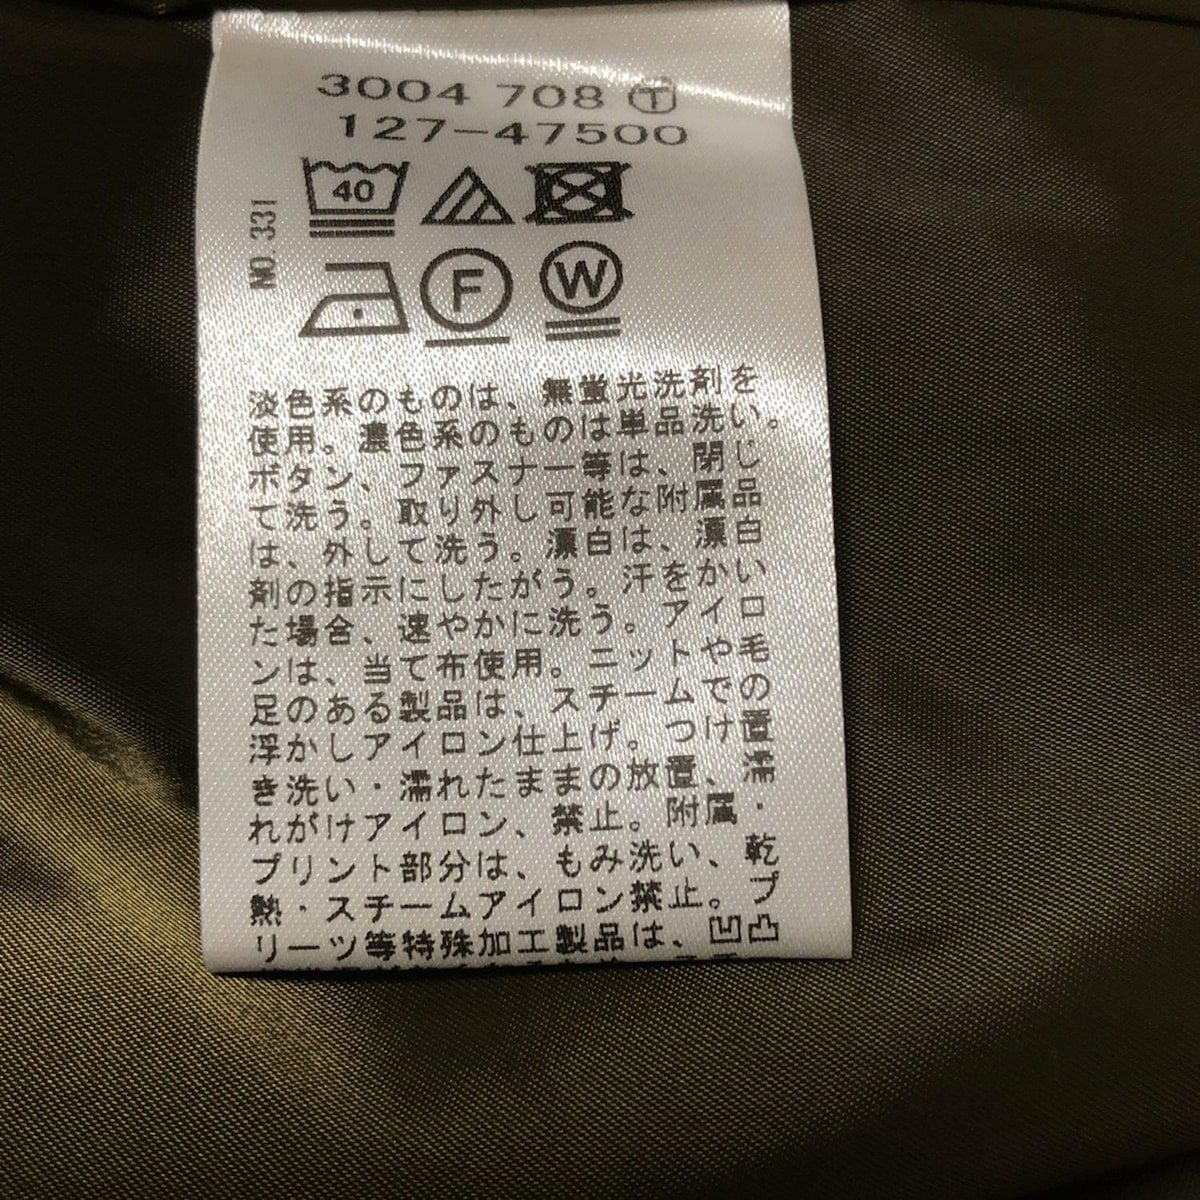 3004 708 Ⓣ
127-47500
NO.331
40
F
W
淡色系のものは、無蛍光洗剤を
使用。濃色系のものは単品洗い。
ボタン、ファスナー等は、閉じ
て洗う。取り外し可能な附属品
は、外して洗う。漂白は、漂白
剤の指示にしたがう。汗をかい
た場合、速やかに洗う。アイロ
ンは、当て布使用。ニットや毛
足のある製品は、スチームでの
浮かしアイロン仕上げ。つけ置
き洗い・濡れたままの放置、濡
れがけアイロン、禁止。附属・
プリント部分は、もみ洗い、乾
熱・スチームアイロン禁止。プ
リーツ等特殊加工製品は、凹凸